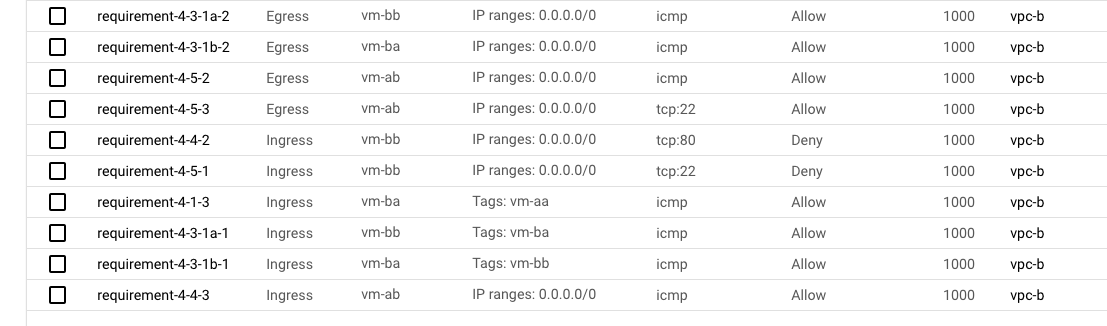 requirement-4-3-1a-2 Egress vm-bb IP ranges: 0.0.0.0/0 icmp Allow 1000 vpc-b
requirement-4-3-1b-2 Egress vm-ba IP ranges: 0.0.0.0/0 icmp Allow 1000 vpc-b
requirement-4-5-2 Egress vm-ab IP ranges: 0.0.0.0/0 icmp Allow 1000 vpc-b
requirement-4-5-3 Egress vm-ab IP ranges: 0.0.0.0/0 tcp:22 Allow 1000 vpc-b
requirement-4-4-2 Ingress vm-bb IP ranges: 0.0.0.0/0 tcp:80 Deny 1000 vpc-b
requirement-4-5-1 Ingress vm-bb IP ranges: 0.0.0.0/0 tcp:22 Deny 1000 vpc-b
requirement-4-1-3 Ingress vm-ba Tags: vm-aa icmp Allow 1000 vpc-b
requirement-4-3-1a-1 Ingress vm-bb Tags: vm-ba icmp Allow 1000 vpc-b
requirement-4-3-1b-1 Ingress vm-ba Tags: vm-bb icmp Allow 1000 vpc-b
requirement-4-4-3 Ingress vm-ab IP ranges: 0.0.0.0/0 icmp Allow 1000 vpc-b